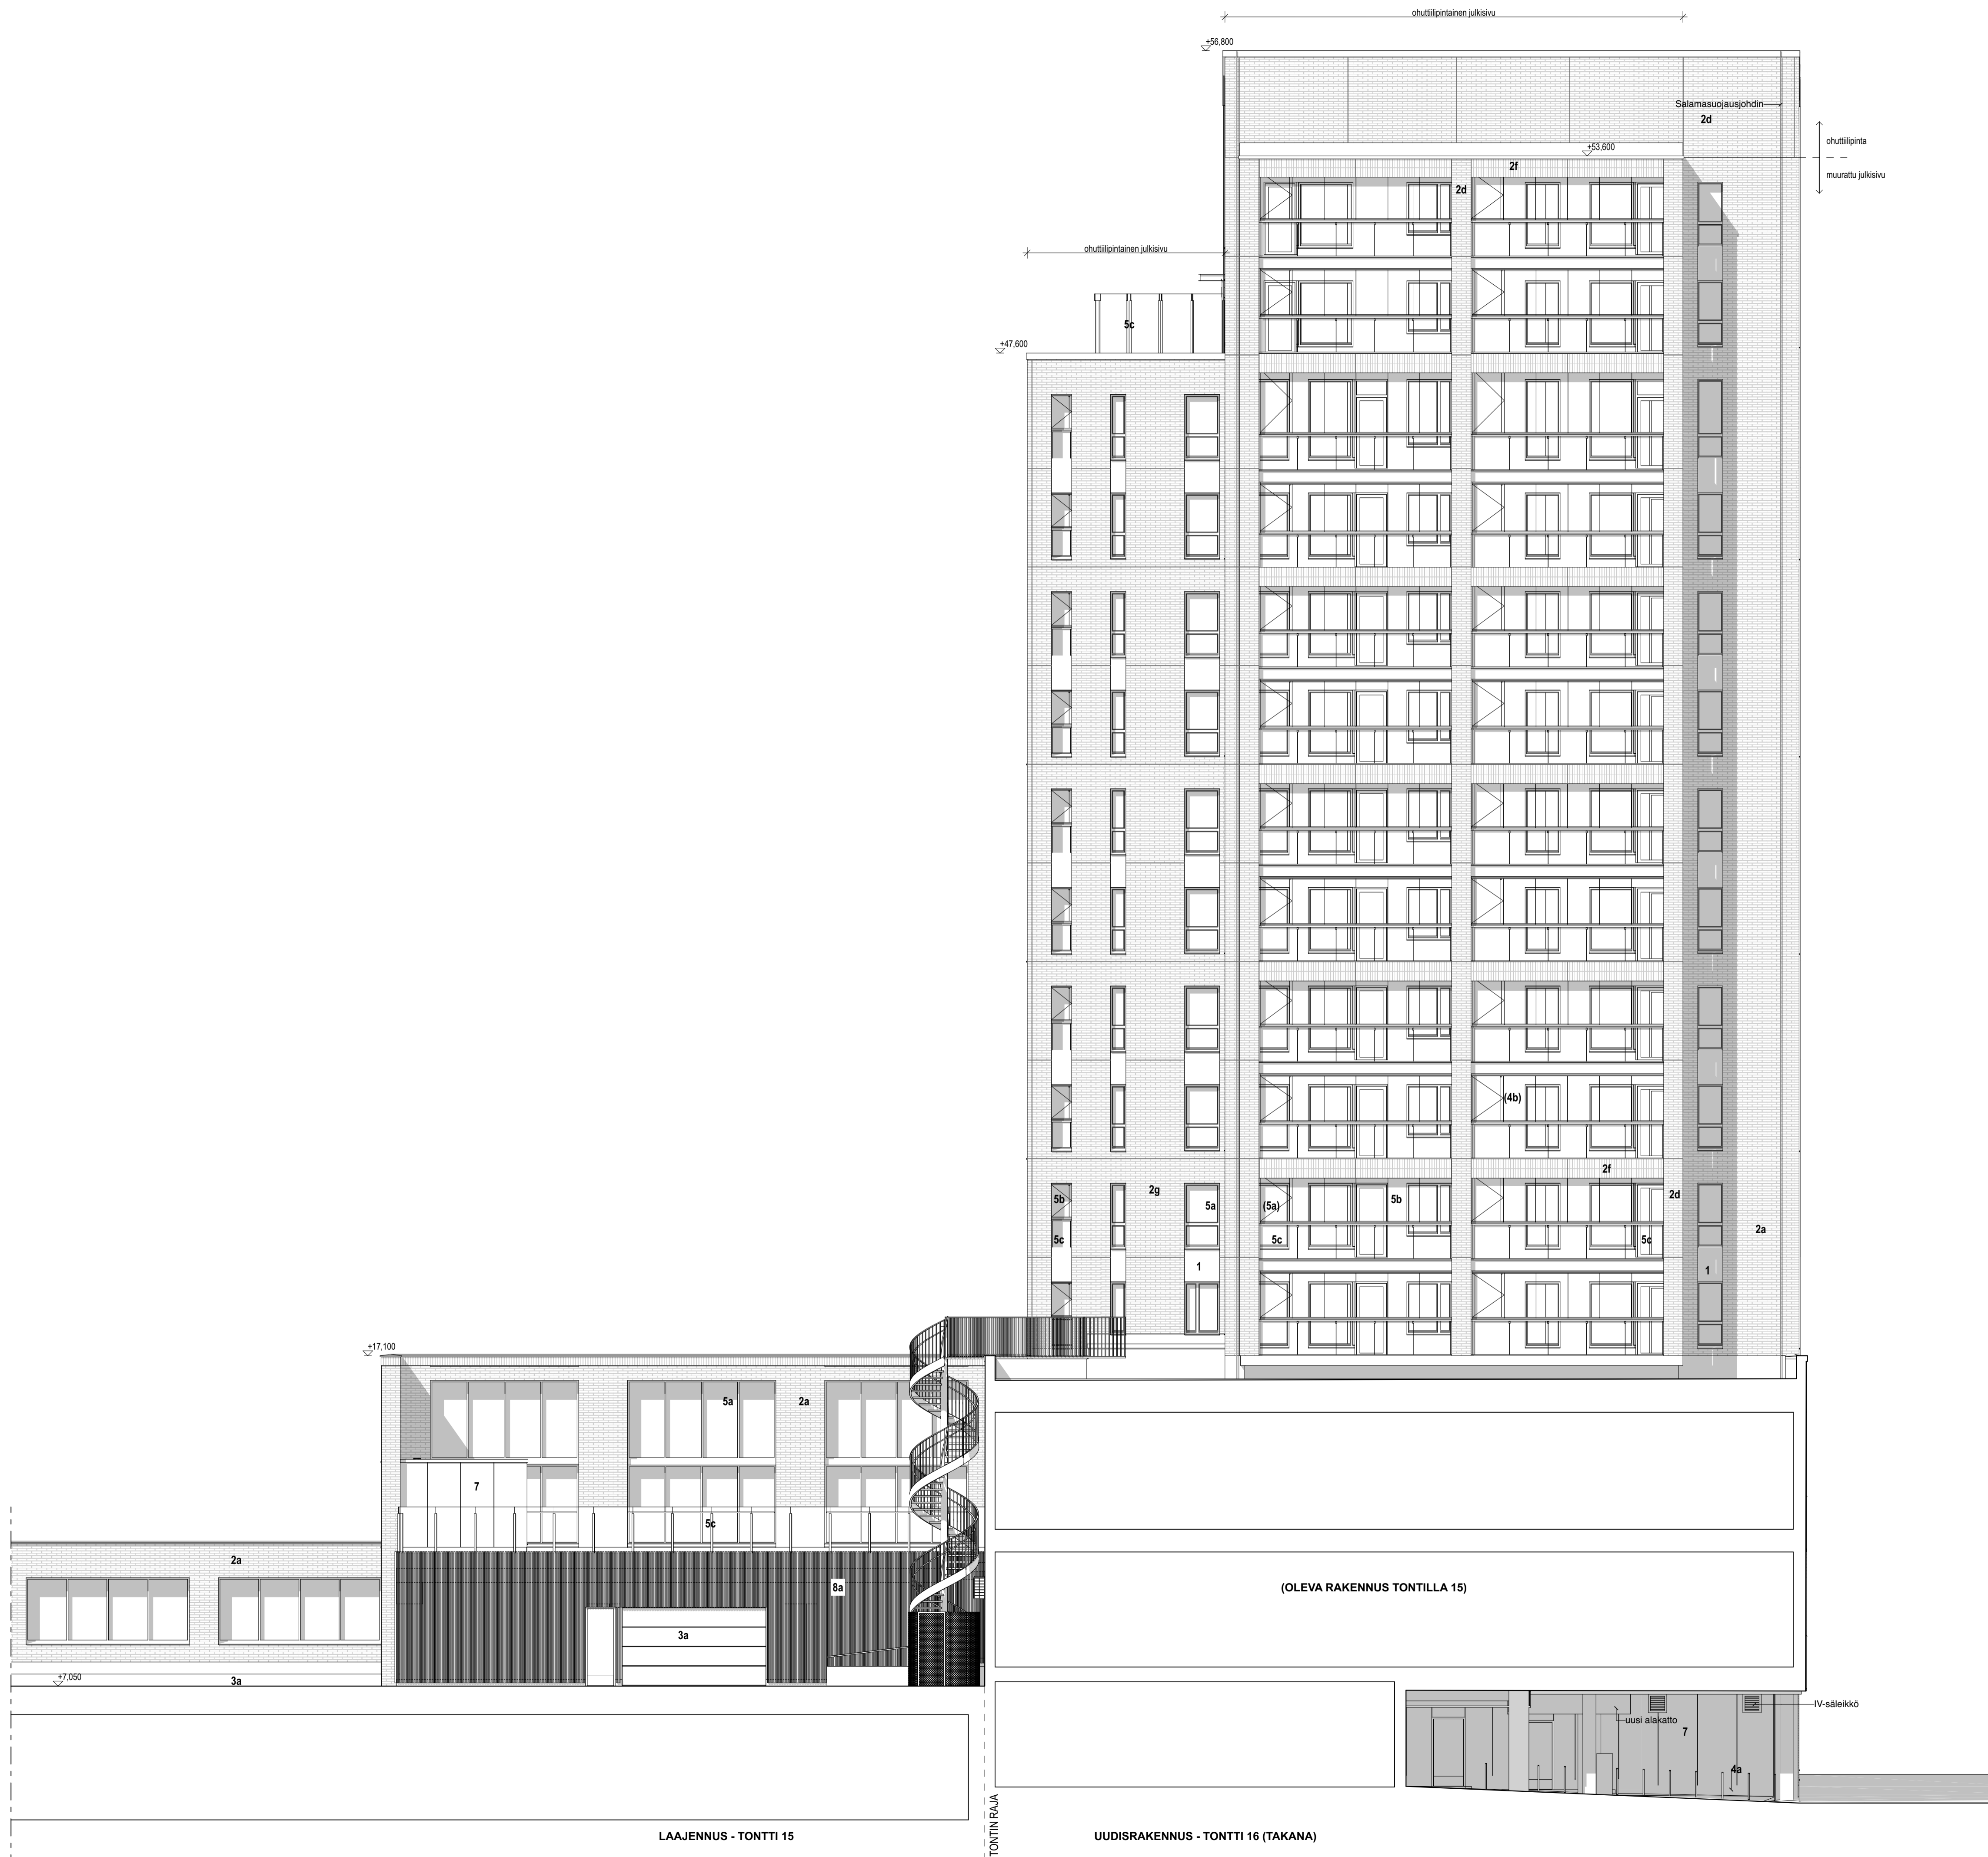 ohuttiilipintainen julkisivu
+56,800
Salamasuojausjohdin
2d
ohuttiilipinta
+53,600
2f
muurattu julkisivu
2d
ohuttiilipintainen julkisivu
5c
+47,600
(4b)
2f
2g
5b
5a
(5a)
5b
2d
5c
5c
5c
2a
1
1
+17,100
5a
2a
7
5c
2a
8a
(OLEVA RAKENNUS TONTILLA 15)
3a
+7,050
3a
IV-säleikkö
uusi alakatto
7
4a
TONTIN RAJA
LAAJENNUS - TONTTI 15
UUDISRAKENNUS - TONTTI 16 (TAKANA)